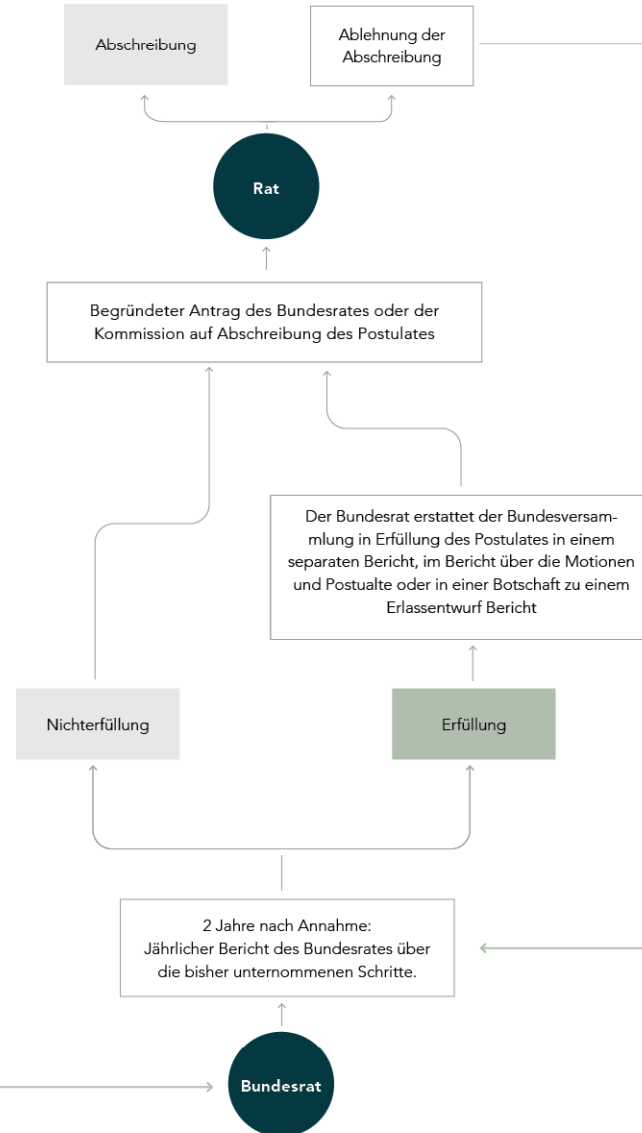 Abschreibung
Ablehnung der
Abschreibung
Rat
Begründeter Antrag des Bundesrates oder der
Kommission auf Abschreibung des Postulates
Der Bundesrat erstattet der Bundesversam-
mlung in Erfüllung des Postulates in einem
separaten Bericht, im Bericht über die Motionen
und Postualte oder in einer Botschaft zu einem
Erlassentwurf Bericht
Nichterfüllung
Erfüllung
2 Jahre nach Annahme:
Jährlicher Bericht des Bundesrates über
die bisher unternommenen Schritte.
Bundesrat